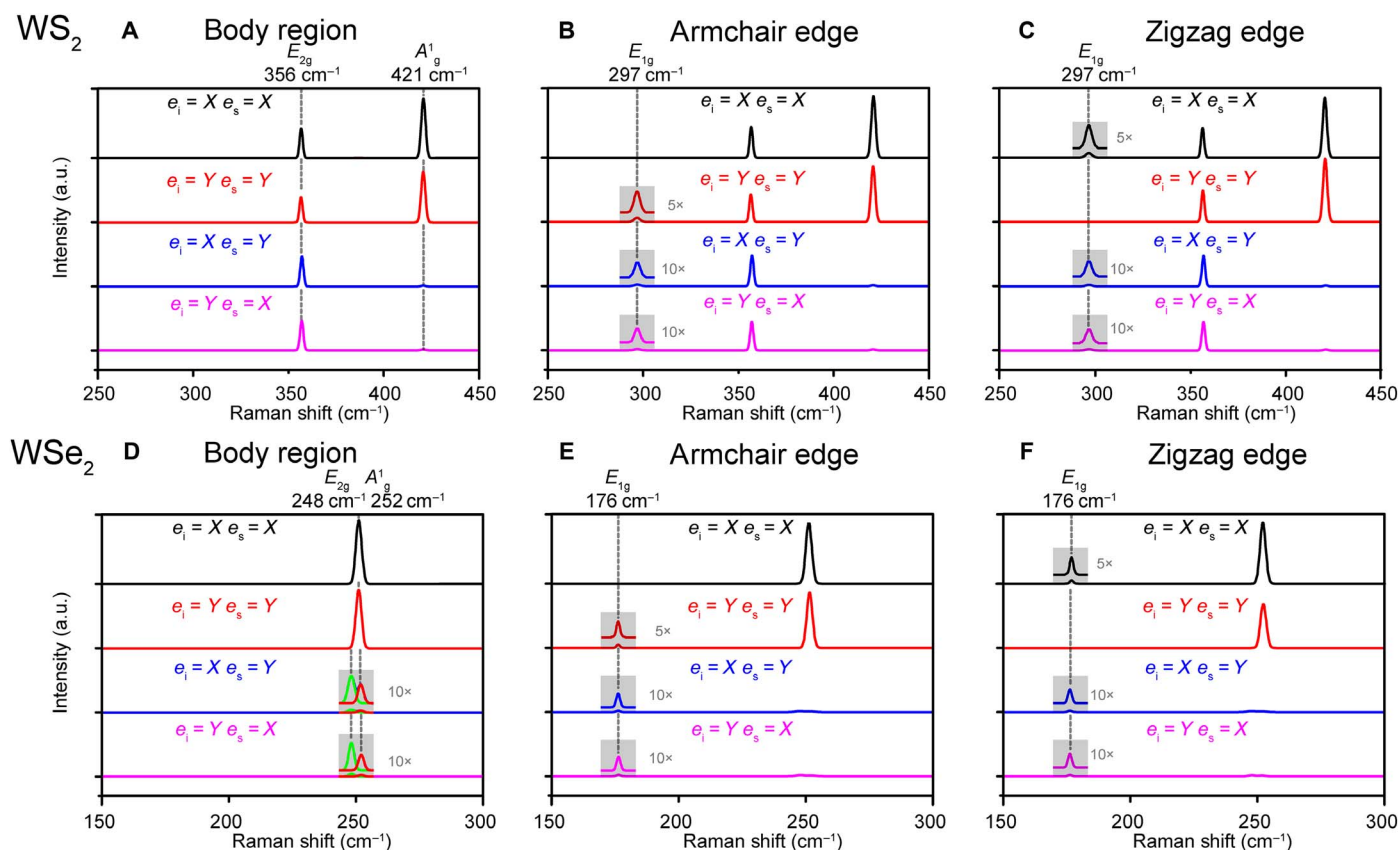 WS2
A Body region
E2g A¹g
356 cm⁻¹ 421 cm⁻¹
ei = X es = X
ei = Y es = Y
ei = X es = Y
ei = Y es = X
Intensity (a.u.)
250 300 350 400 450
Raman shift (cm⁻¹)
B Armchair edge
E1g
297 cm⁻¹
ei = X es = X
ei = Y es = Y
5×
ei = X es = Y
10×
ei = Y es = X
10×
250 300 350 400 450
Raman shift (cm⁻¹)
C Zigzag edge
E1g
297 cm⁻¹
ei = X es = X
5×
ei = Y es = Y
ei = X es = Y
10×
ei = Y es = X
10×
250 300 350 400 450
Raman shift (cm⁻¹)
WSe2
D Body region
E2g A¹g
248 cm⁻¹ 252 cm⁻¹
ei = X es = X
ei = Y es = Y
ei = X es = Y
10×
ei = Y es = X
10×
Intensity (a.u.)
150 200 250 300
Raman shift (cm⁻¹)
E Armchair edge
E1g
176 cm⁻¹
ei = X es = X
ei = Y es = Y
5×
ei = X es = Y
10×
ei = Y es = X
10×
150 200 250 300
Raman shift (cm⁻¹)
F Zigzag edge
E1g
176 cm⁻¹
ei = X es = X
5×
ei = Y es = Y
ei = X es = Y
10×
ei = Y es = X
10×
150 200 250 300
Raman shift (cm⁻¹)